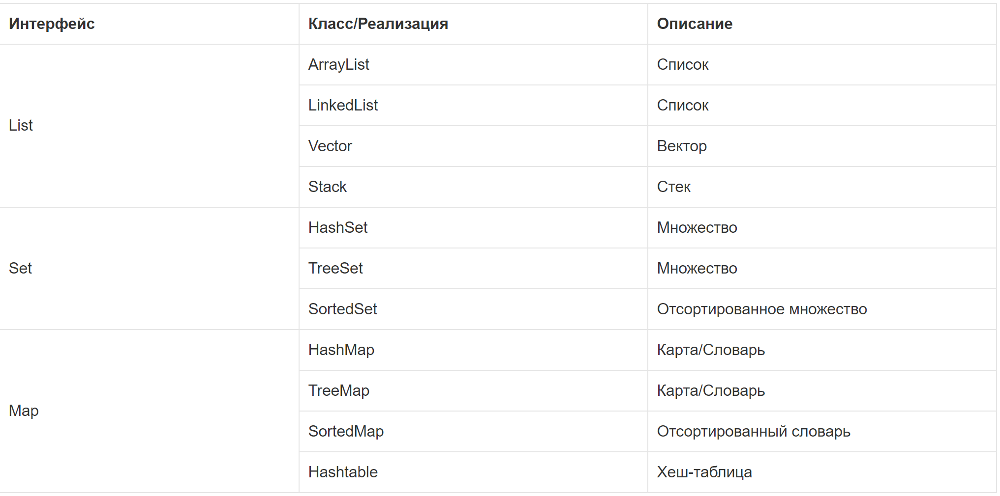 Интерфейс Класс/Реализация Описание
List
ArrayList Список
LinkedList Список
Vector Вектор
Stack Стек
Set
HashSet Множество
TreeSet Множество
SortedSet Отсортированное множество
Map
HashMap Карта/Словарь
TreeMap Карта/Словарь
SortedMap Отсортированный словарь
Hashtable Хеш-таблица